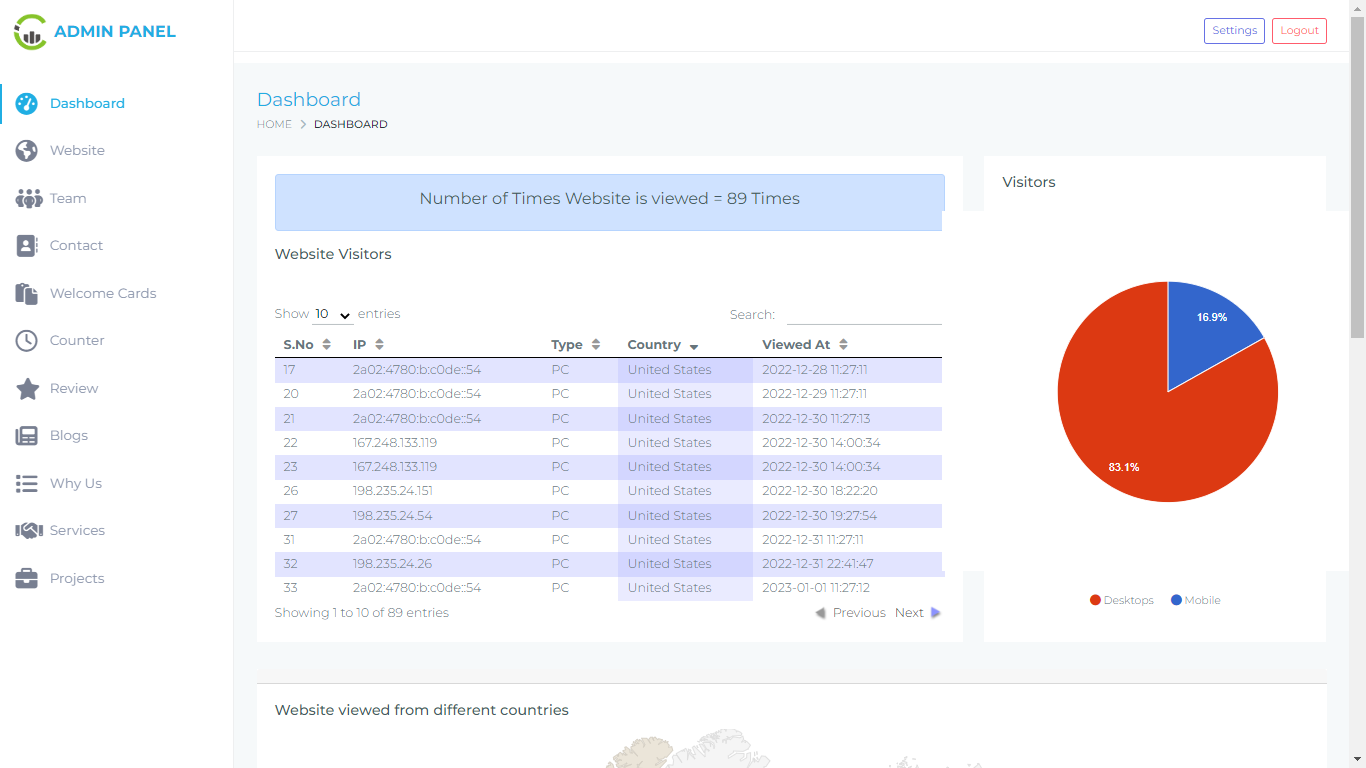 ADMIN PANEL
Settings
Logout
Dashboard
Website
Team
Contact
Welcome Cards
Counter
Review
Blogs
Why Us
Services
Projects
Dashboard
HOME > DASHBOARD
Number of Times Website is viewed = 89 Times
Website Visitors
Show 10 entries
Search:
S.No IP Type Country Viewed At
17 2a02:4780:b:c0de::54 PC United States 2022-12-28 11:27:11
20 2a02:4780:b:c0de::54 PC United States 2022-12-29 11:27:11
21 2a02:4780:b:c0de::54 PC United States 2022-12-30 11:27:13
22 167.248.133.119 PC United States 2022-12-30 14:00:34
23 167.248.133.119 PC United States 2022-12-30 14:00:34
26 198.235.24.151 PC United States 2022-12-30 18:22:20
27 198.235.24.54 PC United States 2022-12-30 19:27:54
31 2a02:4780:b:c0de::54 PC United States 2022-12-31 11:27:11
32 198.235.24.26 PC United States 2022-12-31 22:41:47
33 2a02:4780:b:c0de::54 PC United States 2023-01-01 11:27:12
Showing 1 to 10 of 89 entries
Previous Next
Visitors
16.9%
83.1%
Desktops Mobile
Website viewed from different countries